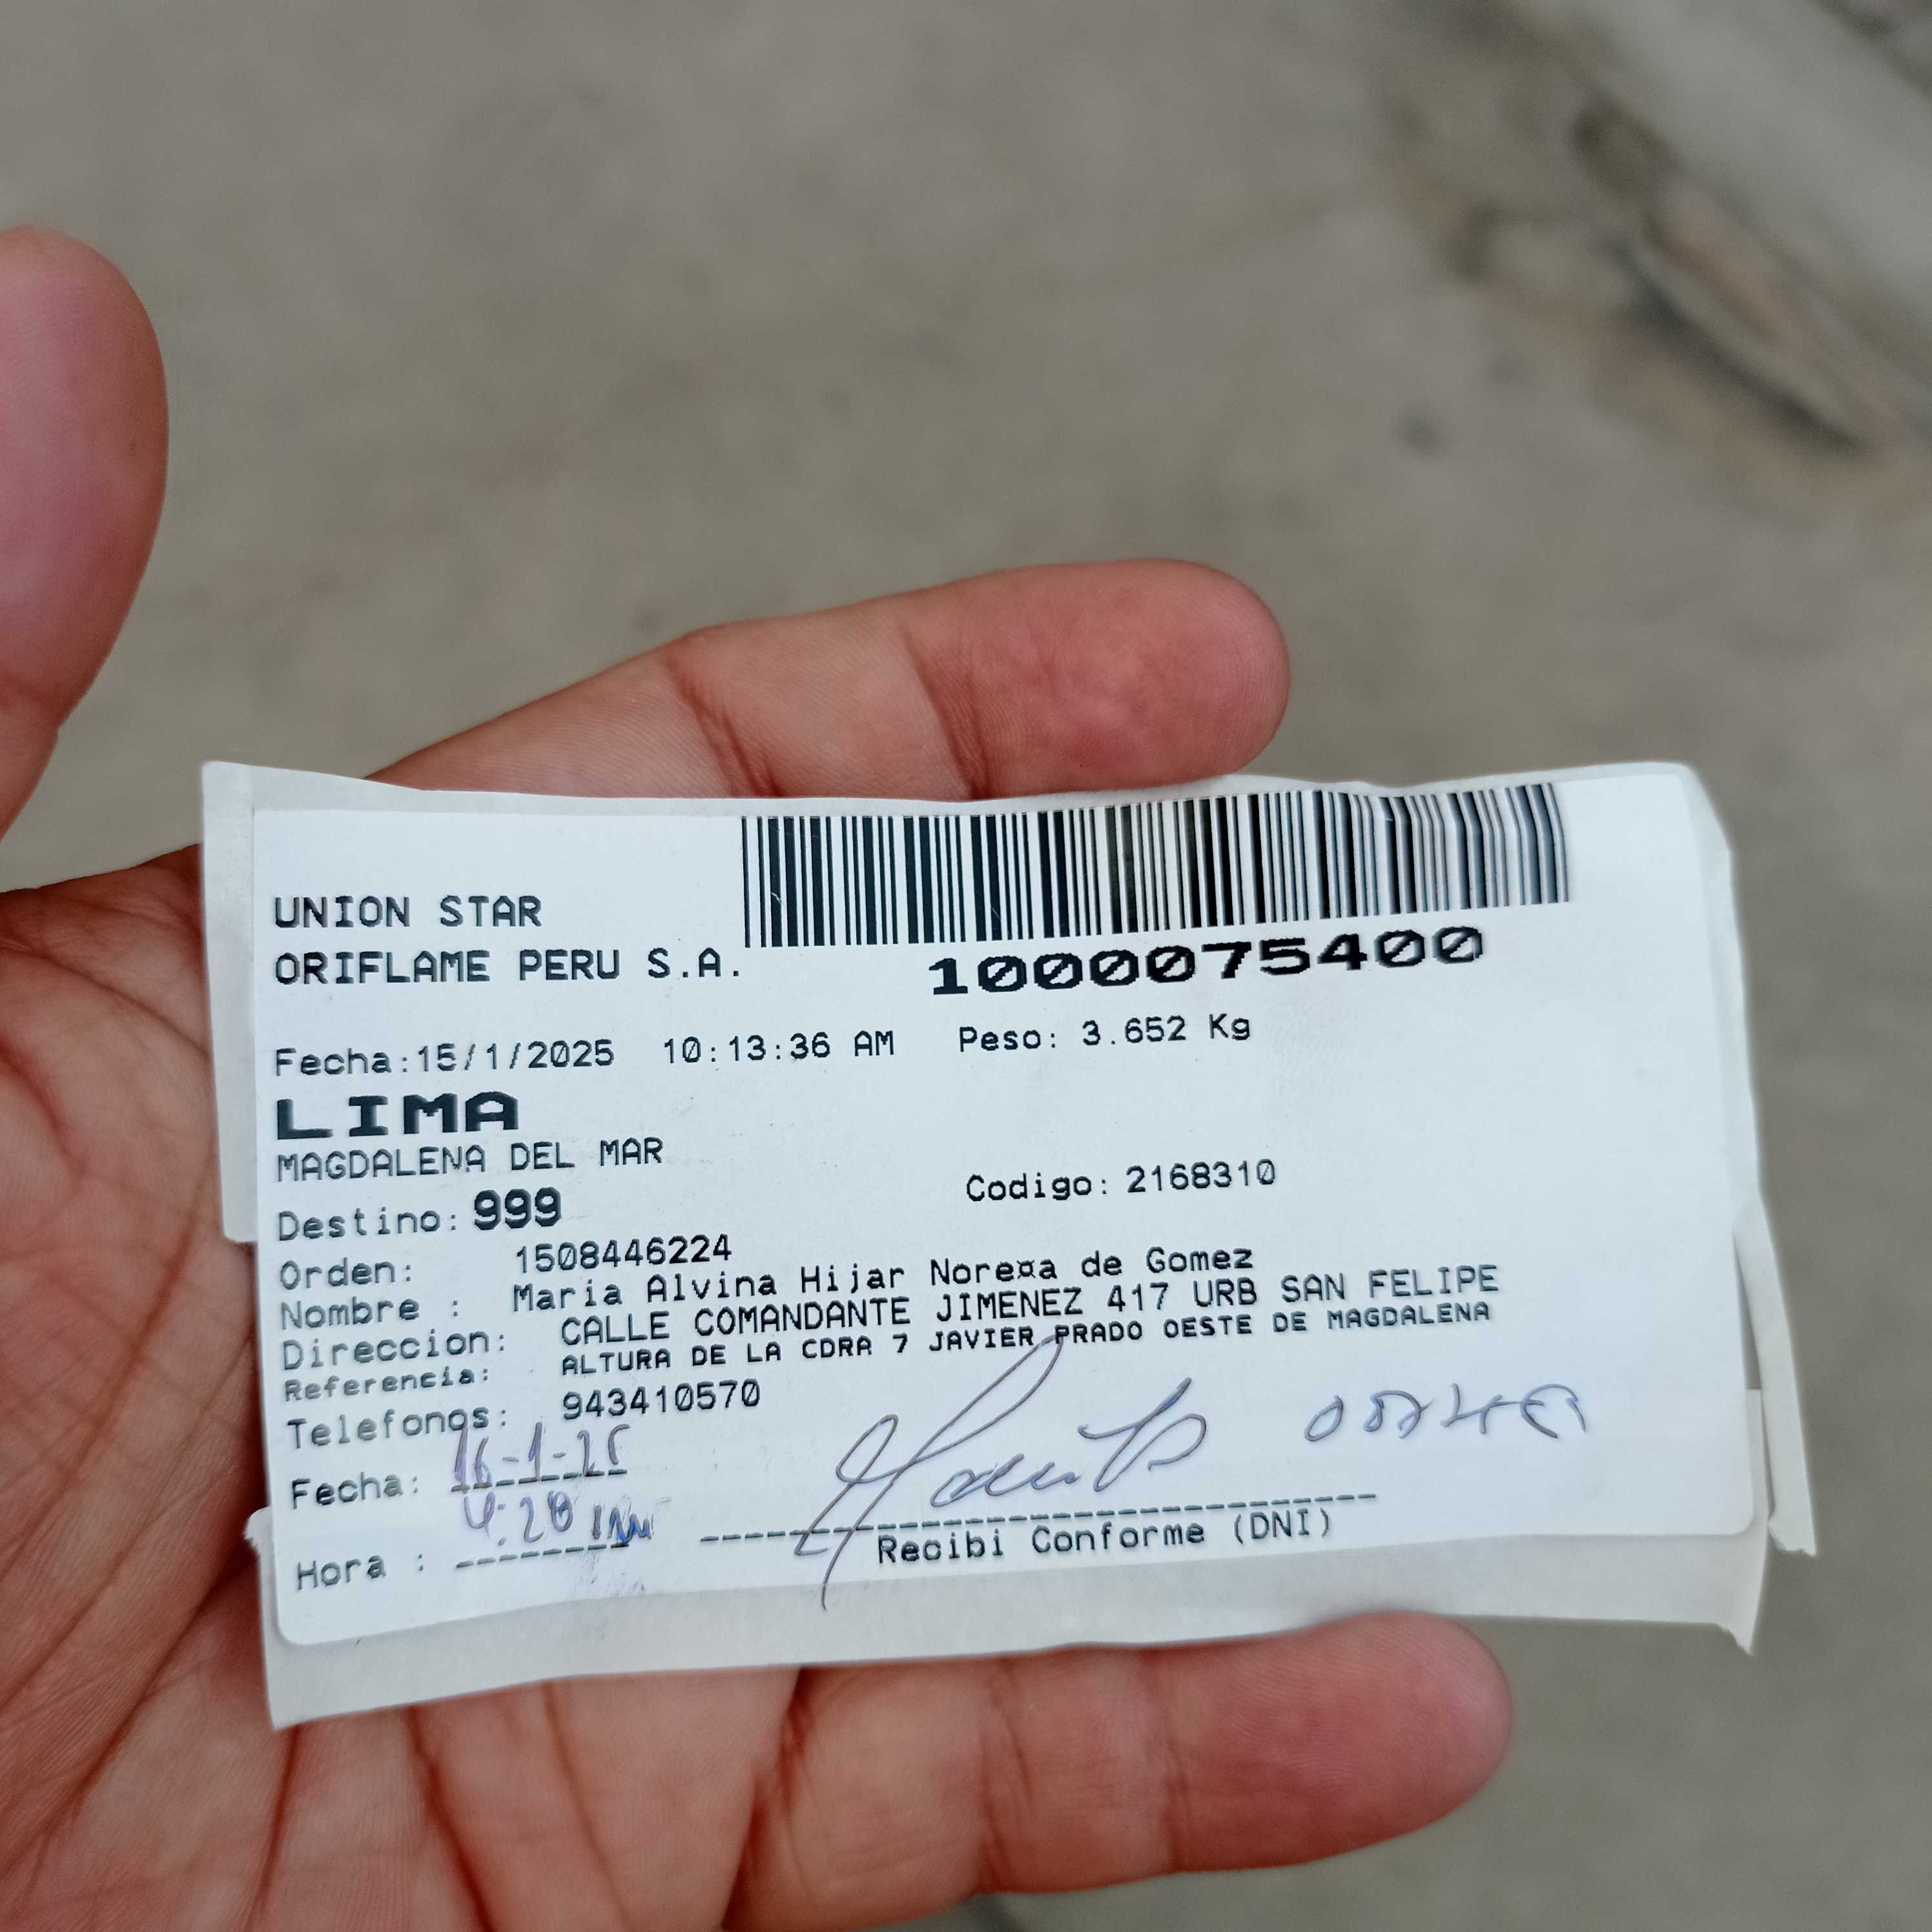 UNION STAR
ORIFLAME PERU S.A.
1000075400
Fecha:15/1/2025 10:13:36 AM Peso: 3.652 Kg
LIMA
MAGDALENA DEL MAR
Destino: 999 Codigo: 2168310
Orden: 1508446224
Nombre : Maria Alvina Hijar Nore¤a de Gomez
Direccion: CALLE COMANDANTE JIMENEZ 417 URB SAN FELIPE
Referencia: ALTURA DE LA CDRA 7 JAVIER PRADO OESTE DE MAGDALENA
Telefonos: 943410570
Fecha: 16-1-25
Hora : 4:20
Recibi Conforme (DNI)